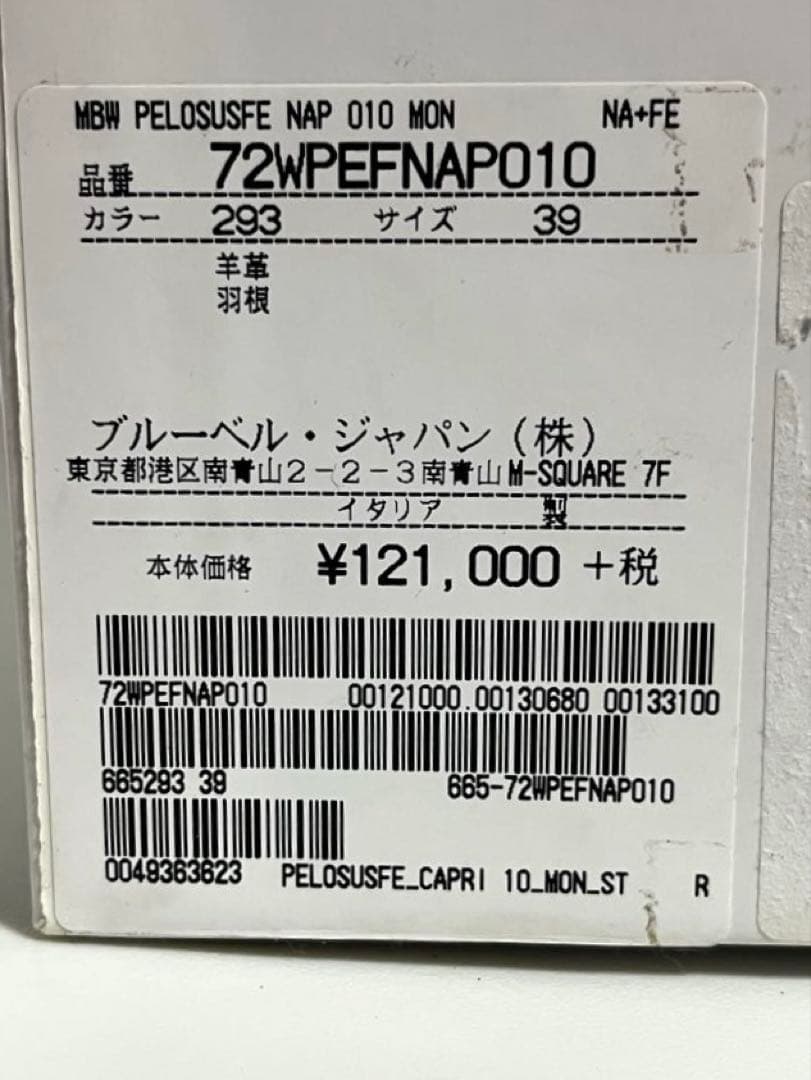 MBW PELOSUSFE NAP 010 MON NA+FE
品番 72WPEFNAP010
カラー 293 サイズ 39
羊革
羽根
ブルーベル・ジャパン（株）
東京都港区南青山2-2-3南青山M-SQUARE 7F
イタリア 製
本体価格 ¥121,000 +税
72WPEFNAP010 00121000.00130680 00133100
665293 39 665-72WPEFNAP010
0049363623 PELOSUSFE_CAPRI 10_MON_ST R